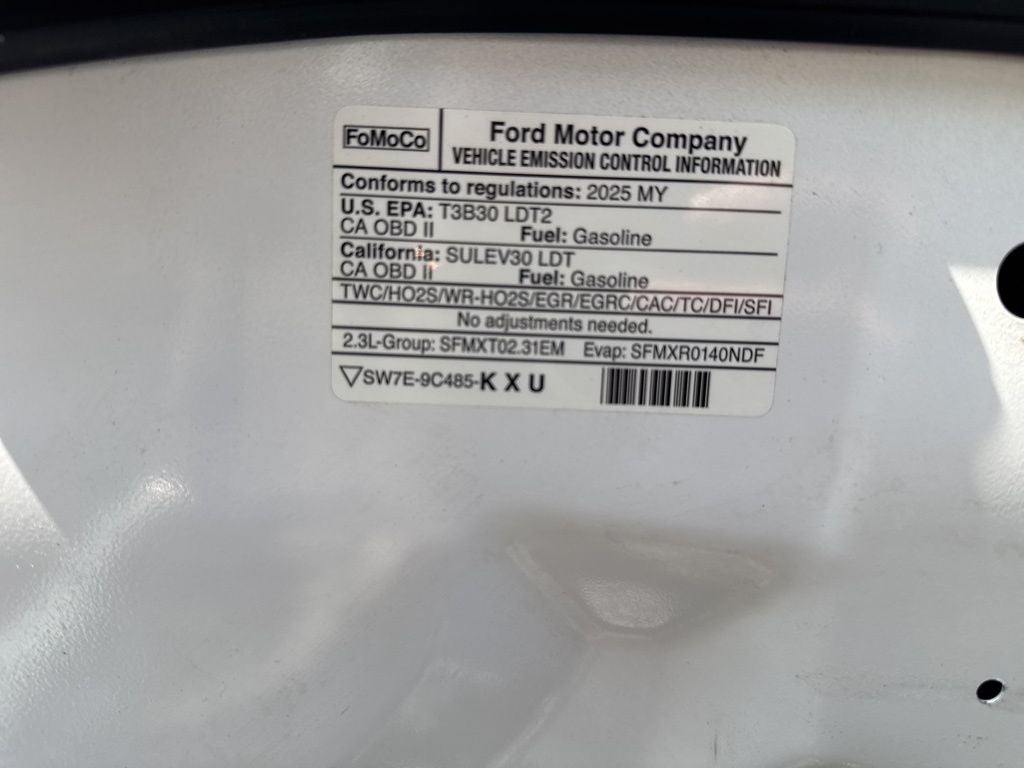 FoMoCo
Ford Motor Company
VEHICLE EMISSION CONTROL INFORMATION
Conforms to regulations: 2025 MY
U.S. EPA: T3B30 LDT2
CA OBD II Fuel: Gasoline
California: SULEV30 LDT
CA OBD II Fuel: Gasoline
TWC/HO2S/WR-HO2S/EGR/EGRC/CAC/TC/DFI/SFI
No adjustments needed.
2.3L-Group: SFMXT02.31EM Evap: SFMXR0140NDF
SW7E-9C485-K X U